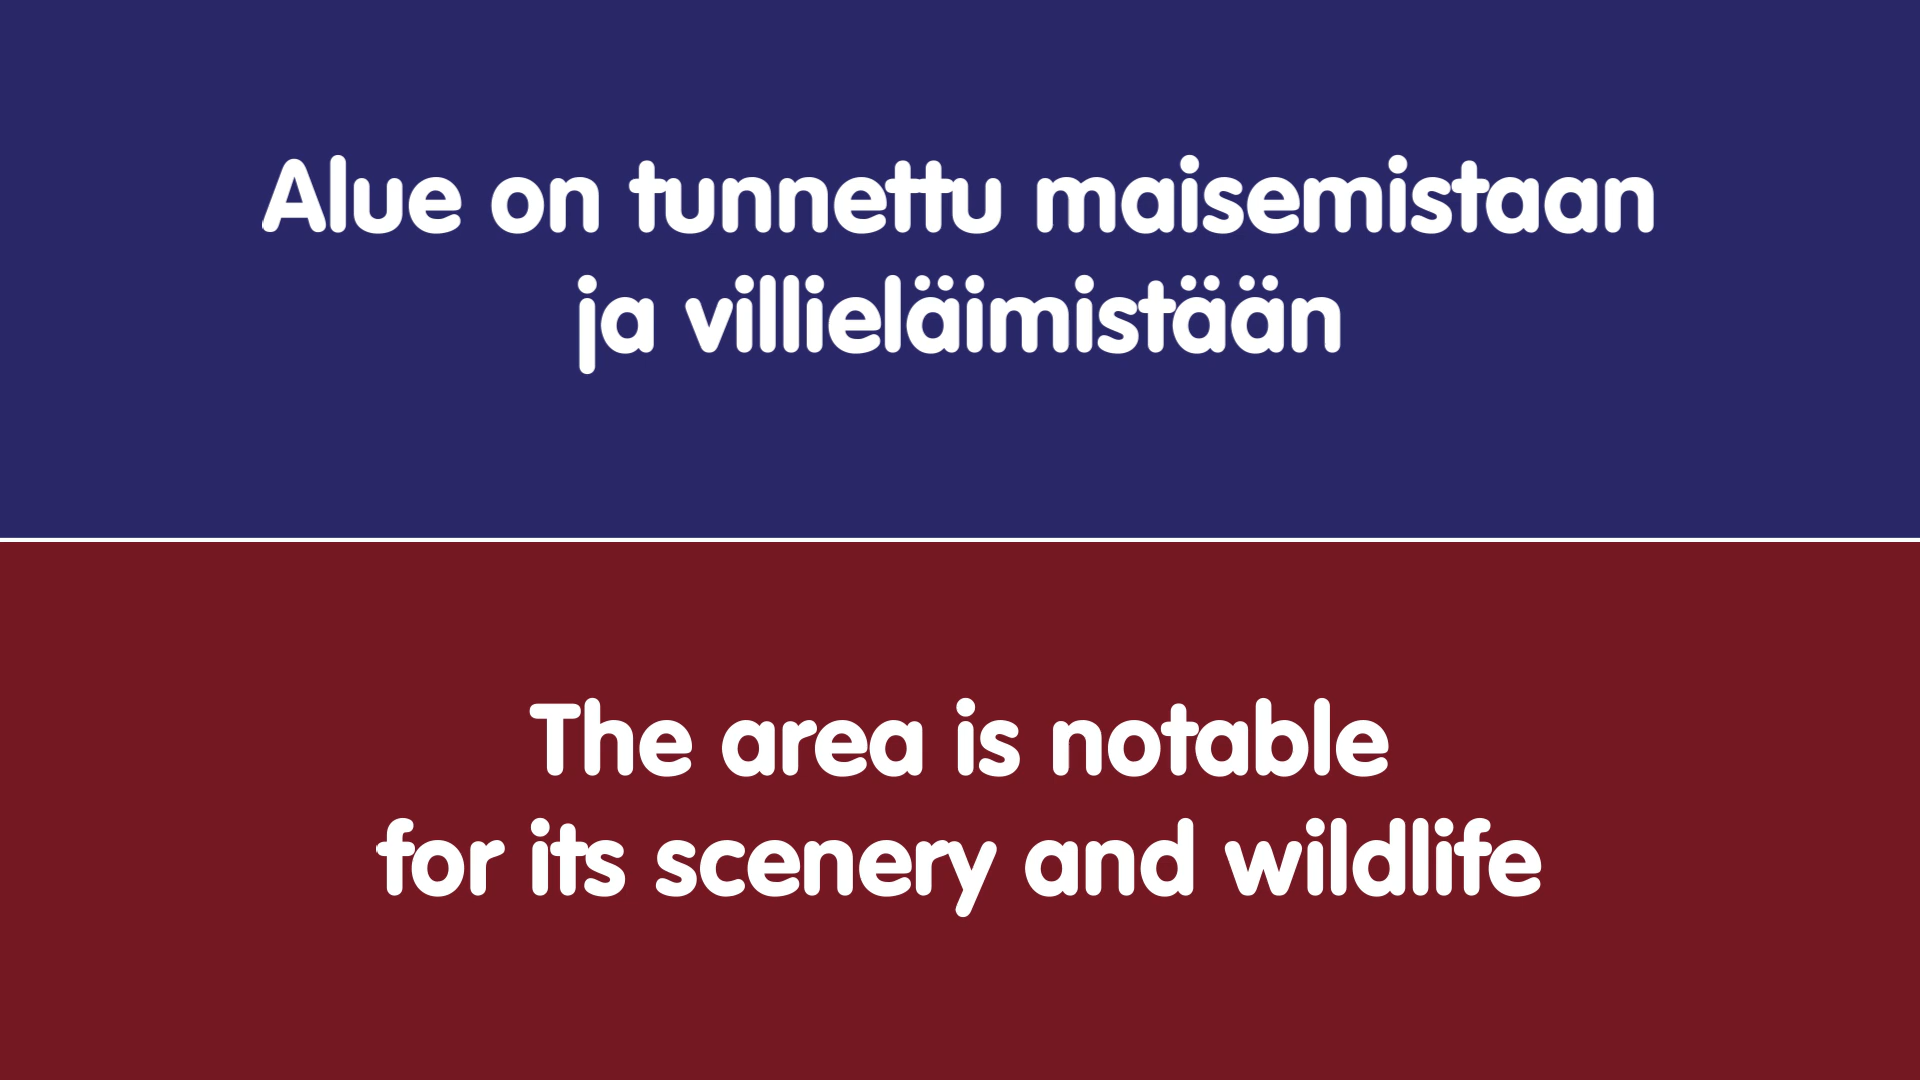 Alue on tunnettu maisemistaan
ja villieläimistään
The area is notable
for its scenery and wildlife